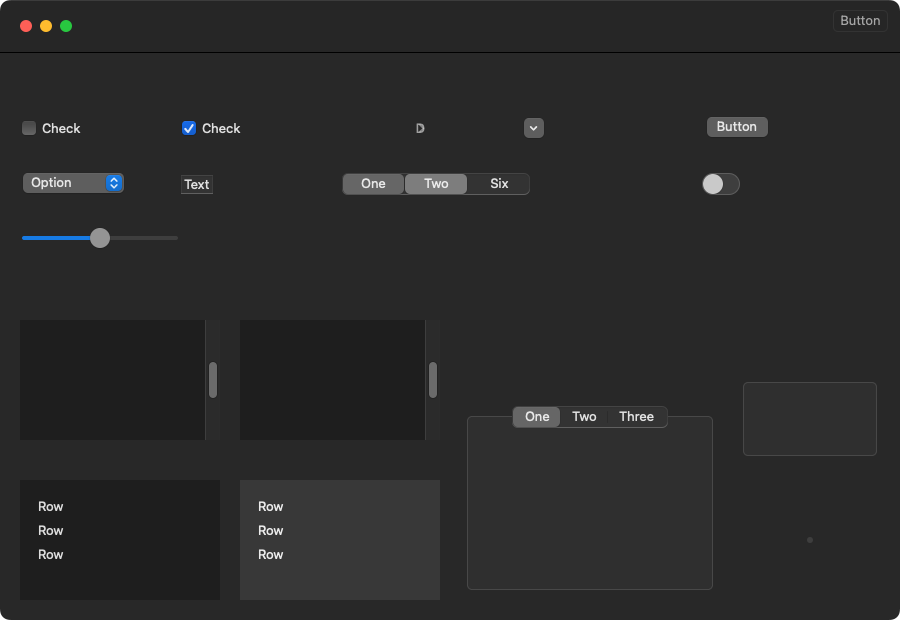 Button
Check
Check
D
Button
Option
Text
One Two Six
One Two Three
Row
Row
Row
Row
Row
Row